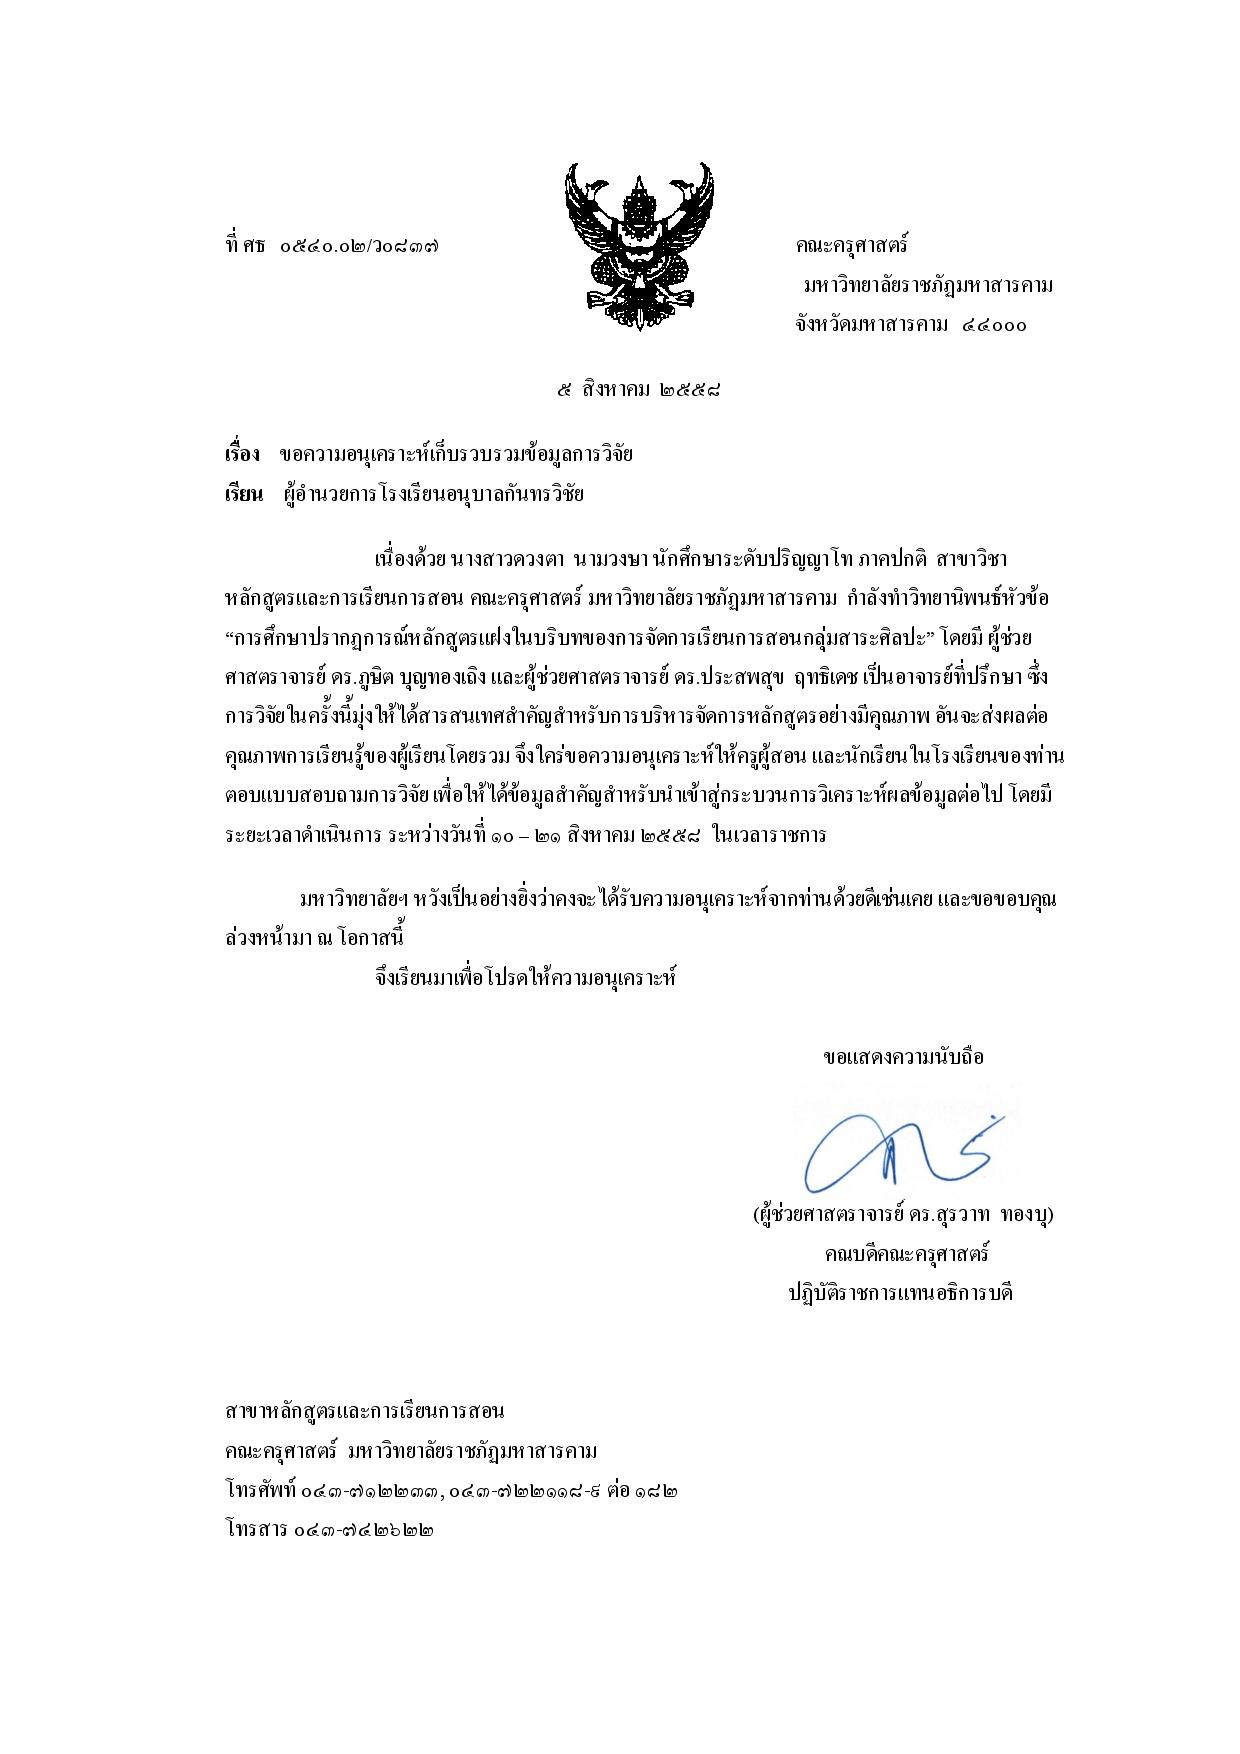 ที่ ศธ ๐๕๔๐.๐๒/ว๐๘๓๗
คณะครุศาสตร์
มหาวิทยาลัยราชภัฏมหาสารคาม
จังหวัดมหาสารคาม ๔๔๐๐๐
๕ สิงหาคม ๒๕๕๘
เรื่อง ขอความอนุเคราะห์เก็บรวบรวมข้อมูลการวิจัย
เรียน ผู้อำนวยการโรงเรียนอนุบาลกันทรวิชัย
เนื่องด้วย นางสาวดวงตา นามวงษา นักศึกษาระดับปริญญาโท ภาคปกติ สาขาวิชา
หลักสูตรและการเรียนการสอน คณะครุศาสตร์ มหาวิทยาลัยราชภัฏมหาสารคาม กำลังทำวิทยานิพนธ์หัวข้อ
“การศึกษาปรากฏการณ์หลักสูตรแฝงในบริบทของการจัดการเรียนการสอนกลุ่มสาระศิลปะ” โดยมี ผู้ช่วย
ศาสตราจารย์ ดร.ภูษิต บุญทองเถิง และผู้ช่วยศาสตราจารย์ ดร.ประสพสุข ฤทธิเดช เป็นอาจารย์ที่ปรึกษา ซึ่ง
การวิจัยในครั้งนี้มุ่งให้ได้สารสนเทศสำคัญสำหรับการบริหารจัดการหลักสูตรอย่างมีคุณภาพ อันจะส่งผลต่อ
คุณภาพการเรียนรู้ของผู้เรียนโดยรวม จึงใคร่ขอความอนุเคราะห์ให้ครูผู้สอน และนักเรียนในโรงเรียนของท่าน
ตอบแบบสอบถามการวิจัย เพื่อให้ได้ข้อมูลสำคัญสำหรับนำเข้าสู่กระบวนการวิเคราะห์ผลข้อมูลต่อไป โดยมี
ระยะเวลาดำเนินการ ระหว่างวันที่ ๑๐ – ๒๑ สิงหาคม ๒๕๕๘ ในเวลาราชการ
มหาวิทยาลัยฯ หวังเป็นอย่างยิ่งว่าคงจะได้รับความอนุเคราะห์จากท่านด้วยดีเช่นเคย และขอขอบคุณ
ล่วงหน้ามา ณ โอกาสนี้
จึงเรียนมาเพื่อโปรดให้ความอนุเคราะห์
ขอแสดงความนับถือ
(ผู้ช่วยศาสตราจารย์ ดร.สุรวาท ทองบุ)
คณบดีคณะครุศาสตร์
ปฏิบัติราชการแทนอธิการบดี
สาขาหลักสูตรและการเรียนการสอน
คณะครุศาสตร์ มหาวิทยาลัยราชภัฏมหาสารคาม
โทรศัพท์ ๐๔๓-๗๑๒๒๓๓, ๐๔๓-๗๒๒๑๑๘-๙ ต่อ ๑๘๒
โทรสาร ๐๔๓-๗๔๒๖๒๒